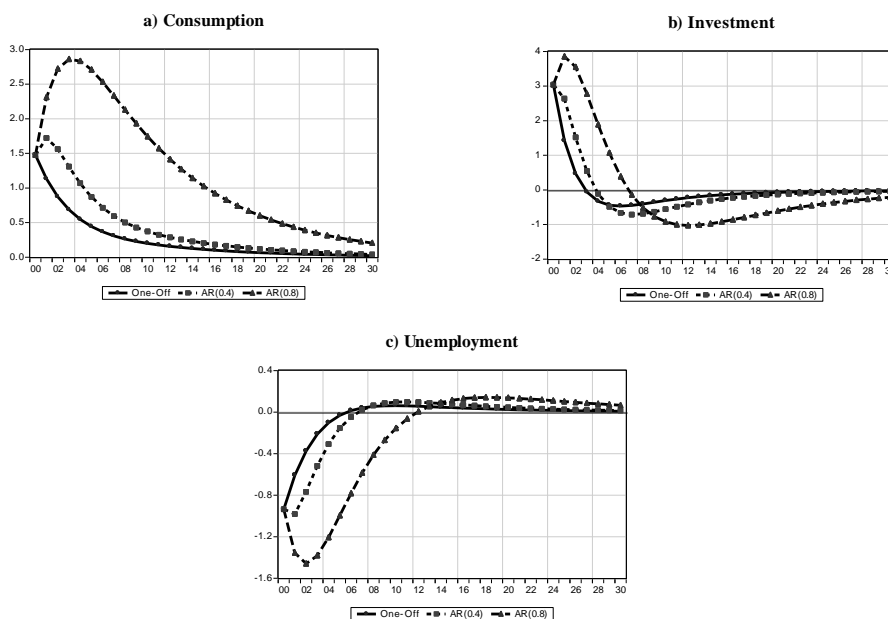 a) Consumption
3.0
2.5
2.0
1.5
1.0
0.5
0.0
00 02 04 06 08 10 12 14 16 18 20 22 24 26 28 30
One-Off AR(0.4) AR(0.8)
b) Investment
4
3
2
1
0
-1
-2
00 02 04 06 08 10 12 14 16 18 20 22 24 26 28 3
One-Off AR(0.4) AR(0.8)
c) Unemployment
0.4
0.0
-0.4
-0.8
-1.2
-1.6
00 02 04 06 08 10 12 14 16 18 20 22 24 26 28 30
One-Off AR(0.4) AR(0.8)